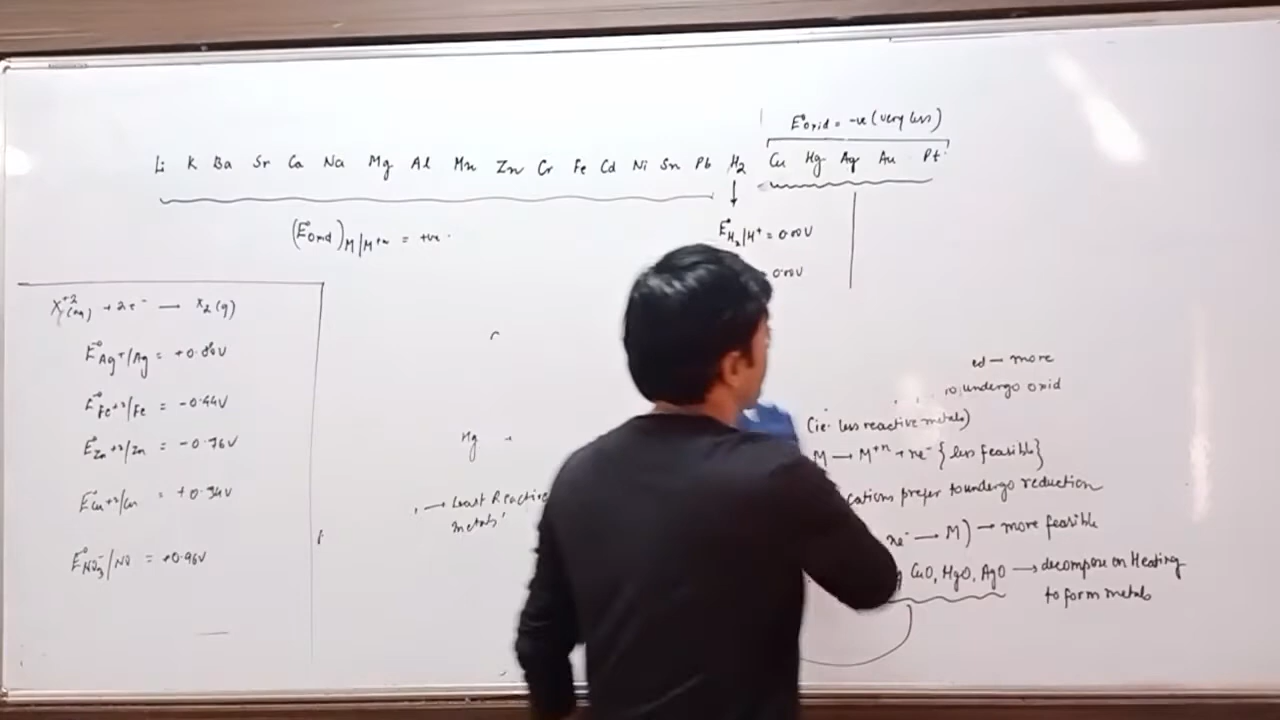 E°oxid = -ve (very less)
Li K Ba Sr Ca Na Mg Al Mn Zn Cr Fe Cd Ni Sn Pb H₂ Cu Hg Ag Au Pt
(E°oxid)M/M⁺ⁿ = +ve
E°H₂/H⁺ = 0.00V
= 0.00V
X⁺²(aq) + 2e⁻ → X₂(g)
E°Ag⁺/Ag = +0.80V
E°Fe⁺²/Fe = -0.44V
E°Zn⁺²/Zn = -0.76V
E°Cu⁺²/Cu = +0.34V
E°NO₃⁻/NO = +0.96V
Hg
→ Least Reactive
metals'
ed — more
to undergo oxid
(ie. less reactive metals)
M → M⁺ⁿ + ne⁻ {less feasible}
cations prefer to undergo reduction
ne⁻ → M) → more feasible
CuO, HgO, AgO → decompose on Heating
to form metals